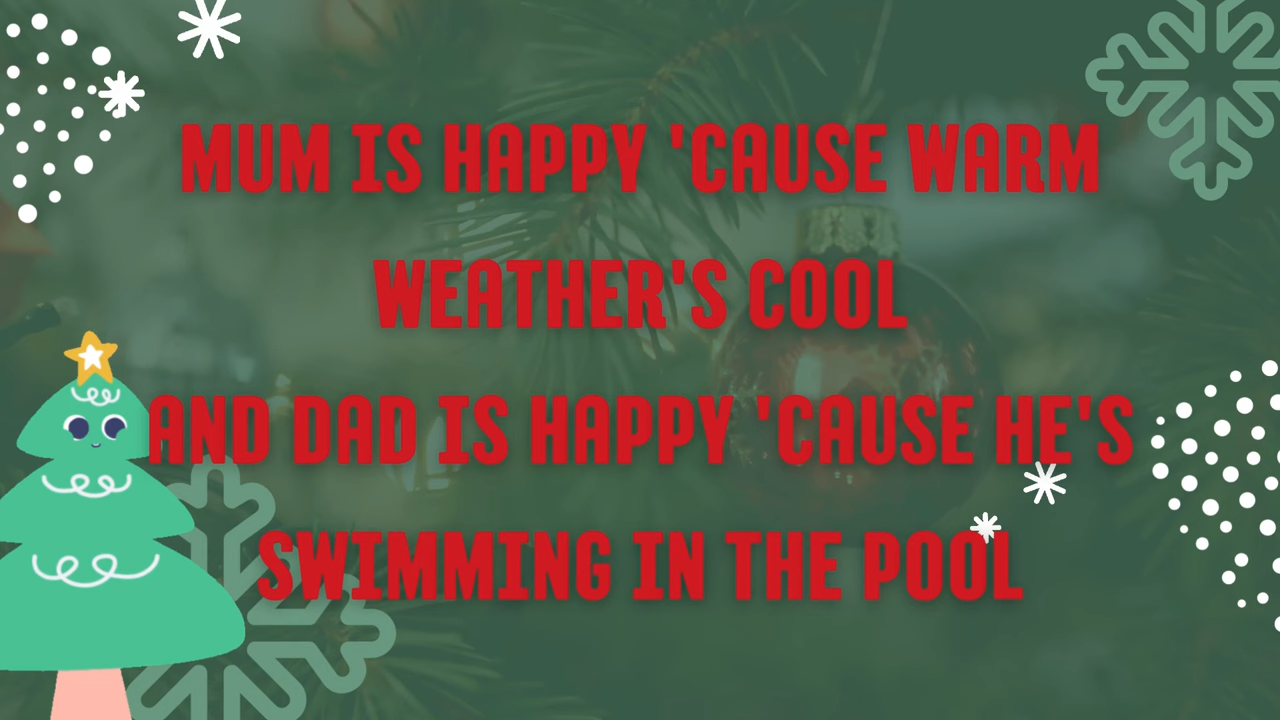 MUM IS HAPPY 'CAUSE WARM
WEATHER'S COOL
AND DAD IS HAPPY 'CAUSE HE'S
SWIMMING IN THE POOL